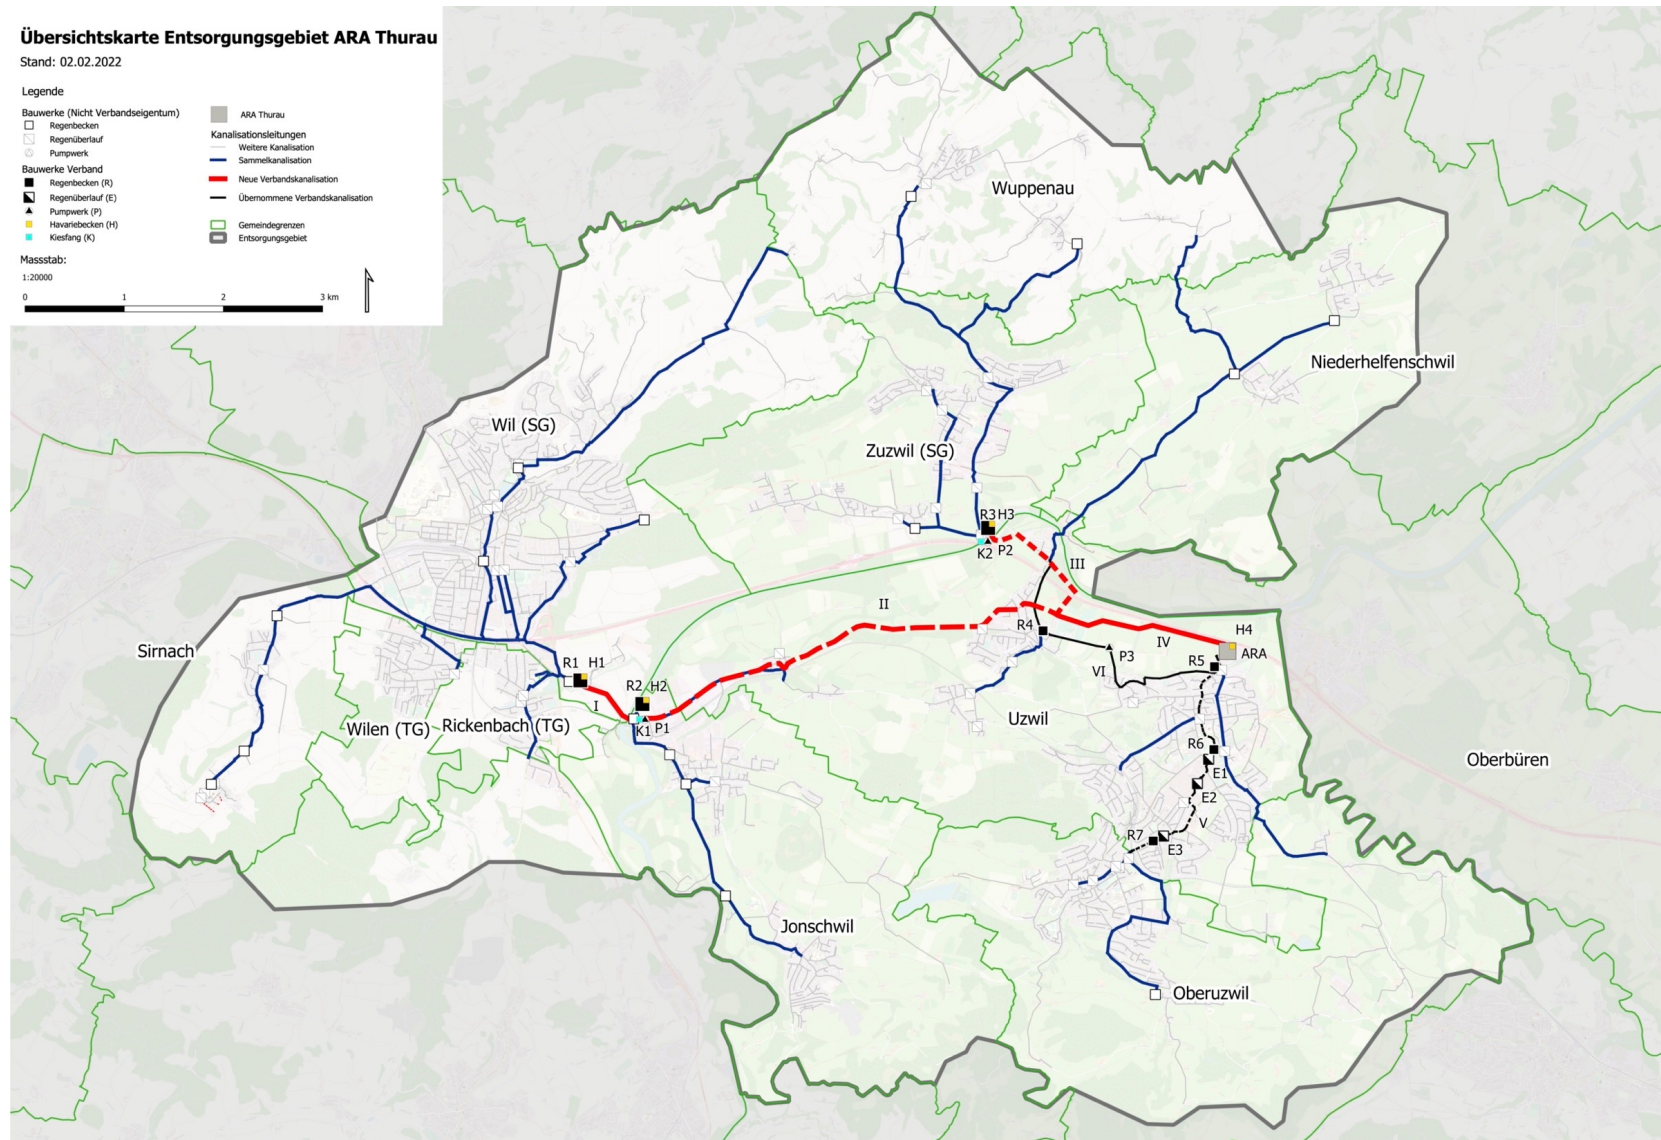 Übersichtskarte Entsorgungsgebiet ARA Thurau
Stand: 02.02.2022
Legende
Bauwerke (Nicht Verbandseigentum)
Regenbecken
Regenüberlauf
Pumpwerk
Bauwerke Verband
Regenbecken (R)
Regenüberlauf (E)
Pumpwerk (P)
Havariebecken (H)
Kiesfang (K)
ARA Thurau
Kanalisationsleitungen
Weitere Kanalisation
Sammelkanalisation
Neue Verbandskanalisation
Übernommene Verbandskanalisation
Gemeindegrenzen
Entsorgungsgebiet
Massstab:
1:20000
0 1 2 3 km
Wuppenau
Niederhelfenschwil
Wil (SG)
Zuzwil (SG)
R3 H3
K2 P2
III
II
R4
P3
VI
IV
H4
ARA
R5
Sirnach
R1 H1
R2 H2
I
K1 P1
Wilen (TG)
Rickenbach (TG)
Uzwil
R6
E1
E2
V
R7
E3
Oberbüren
Jonschwil
Oberuzwil